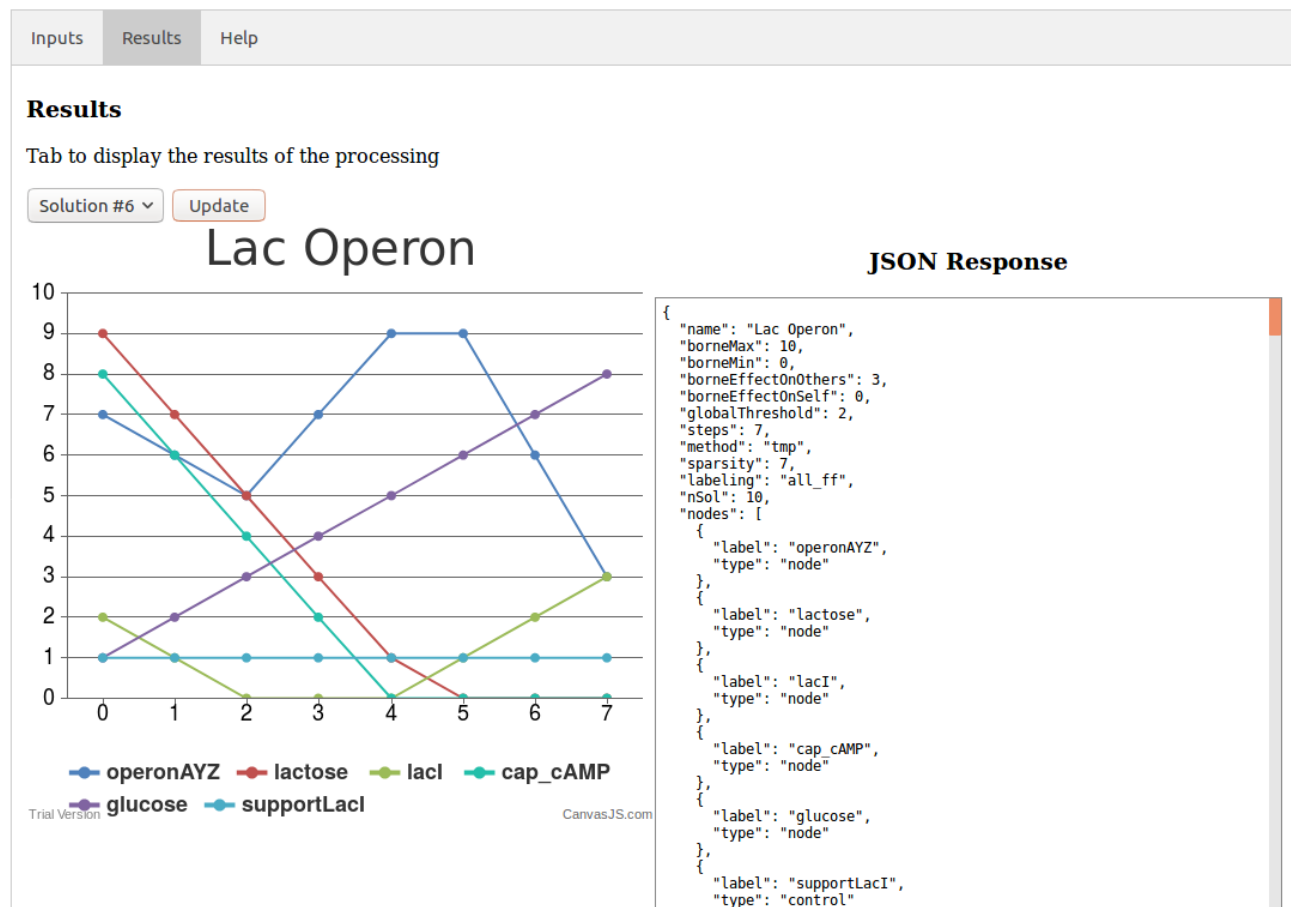 Inputs Results Help
Results
Tab to display the results of the processing
Solution #6 Update
Lac Operon
10
9
8
7
6
5
4
3
2
1
0
0 1 2 3 4 5 6 7
operonAYZ lactose lacI cap_cAMP
glucose supportLacI
Trial Version CanvasJS.com
JSON Response
{
  "name": "Lac Operon",
  "borneMax": 10,
  "borneMin": 0,
  "borneEffectOnOthers": 3,
  "borneEffectOnSelf": 0,
  "globalThreshold": 2,
  "steps": 7,
  "method": "tmp",
  "sparsity": 7,
  "labeling": "all_ff",
  "nSol": 10,
  "nodes": [
    {
      "label": "operonAYZ",
      "type": "node"
    },
    {
      "label": "lactose",
      "type": "node"
    },
    {
      "label": "lacI",
      "type": "node"
    },
    {
      "label": "cap_cAMP",
      "type": "node"
    },
    {
      "label": "glucose",
      "type": "node"
    },
    {
      "label": "supportLacI",
      "type": "control"